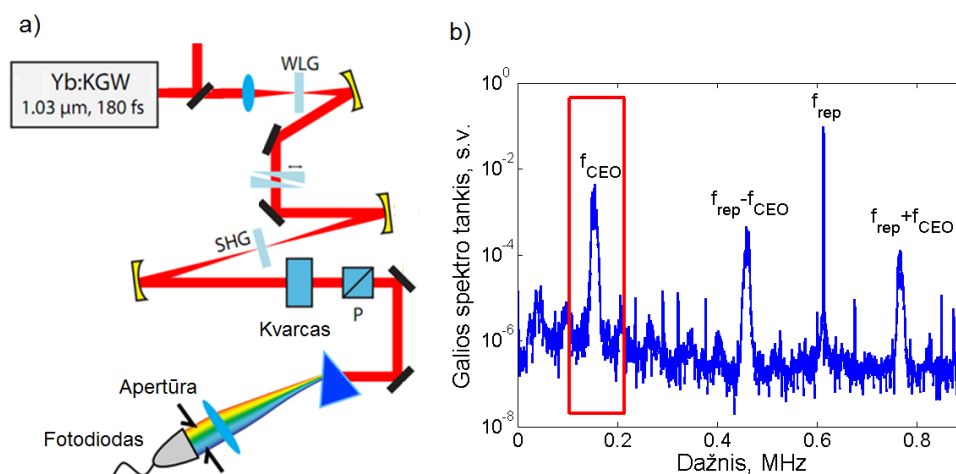 a)
Yb:KGW
1.03 µm, 180 fs
WLG
SHG
Kvarcas
P
Apertūra
Fotodiodas
b)
Galios spektro tankis, s.v.
10^0
10^-2
10^-4
10^-6
10^-8
f_CEO
f_rep-f_CEO
f_rep
f_rep+f_CEO
0
0.2
0.4
0.6
0.8
Dažnis, MHz